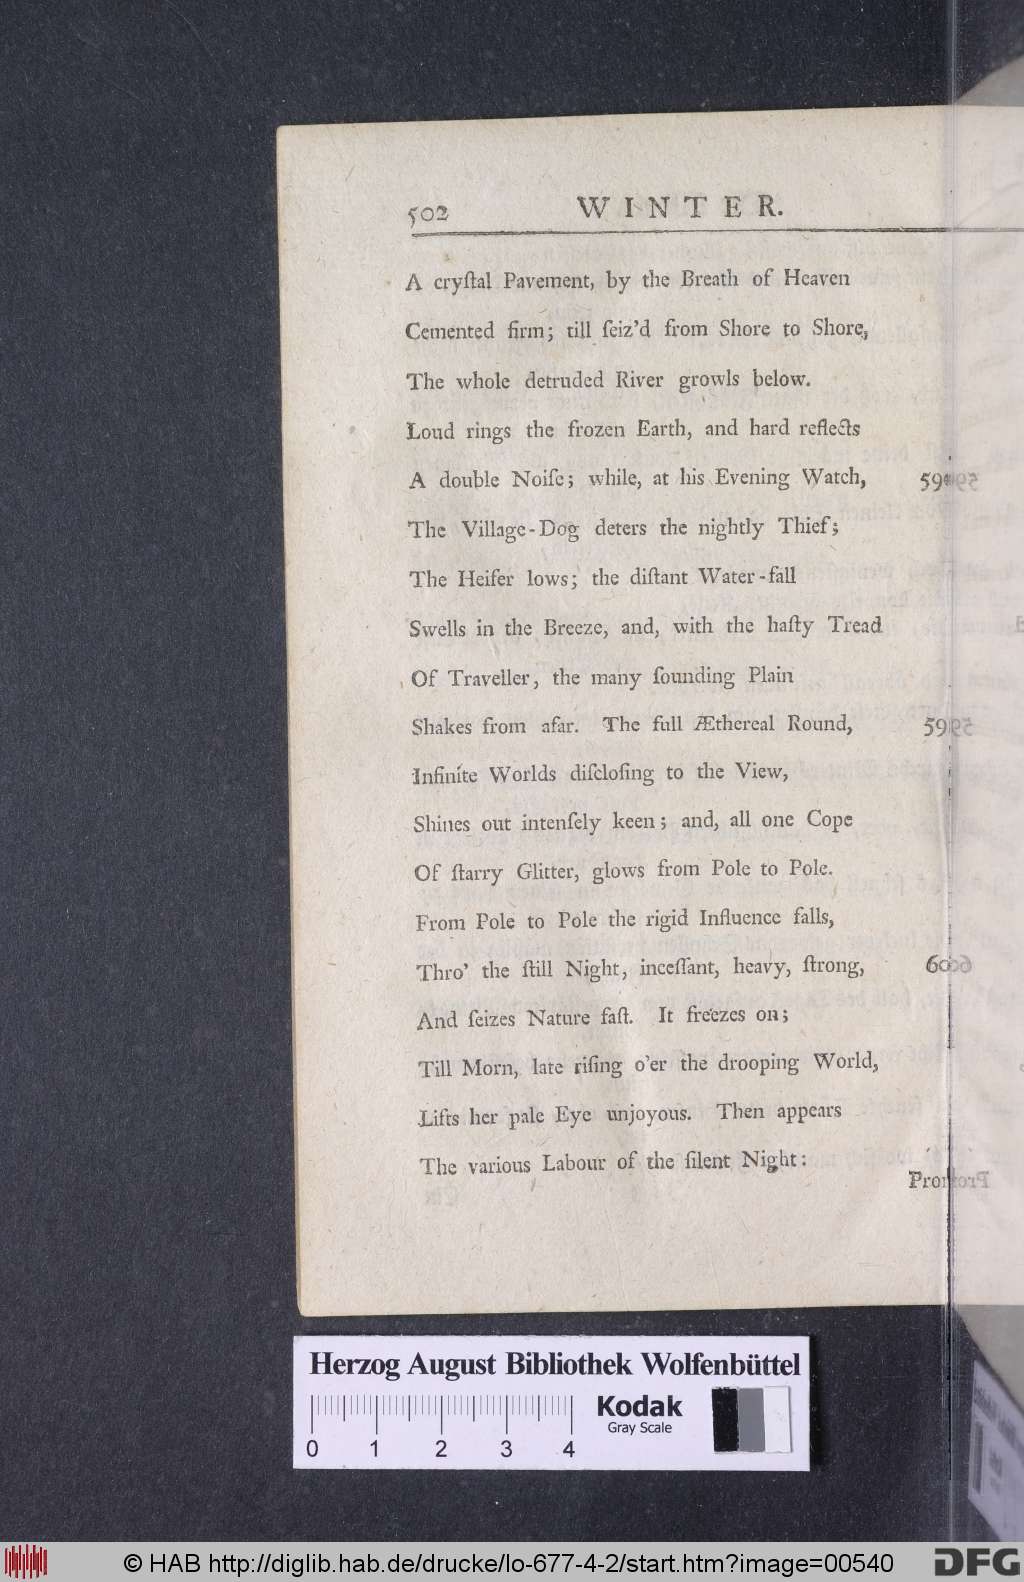 502 WINTER.
A cryſtal Pavement, by the Breath of Heaven
Cemented firm; till ſeiz'd from Shore to Shore,
The whole detruded River growls below.
Loud rings the frozen Earth, and hard reflects
A double Noiſe; while, at his Evening Watch,
The Village-Dog deters the nightly Thief;
The Heifer lows; the diſtant Water-fall
Swells in the Breeze, and, with the haſty Tread
Of Traveller, the many ſounding Plain
Shakes from afar. The full Æthereal Round, 59
Infinite Worlds diſcloſing to the View,
Shines out intenſely keen; and, all one Cope
Of ſtarry Glitter, glows from Pole to Pole.
From Pole to Pole the rigid Influence falls,
Thro' the ſtill Night, inceſſant, heavy, ſtrong, 600
And ſeizes Nature faſt. It freezes on;
Till Morn, late riſing o'er the drooping World,
Lifts her pale Eye unjoyous. Then appears
The various Labour of the ſilent Night:
Herzog August Bibliothek Wolfenbüttel
Kodak
Gray Scale
0 1 2 3 4
© HAB http://diglib.hab.de/drucke/lo-677-4-2/start.htm?image=00540
DFG